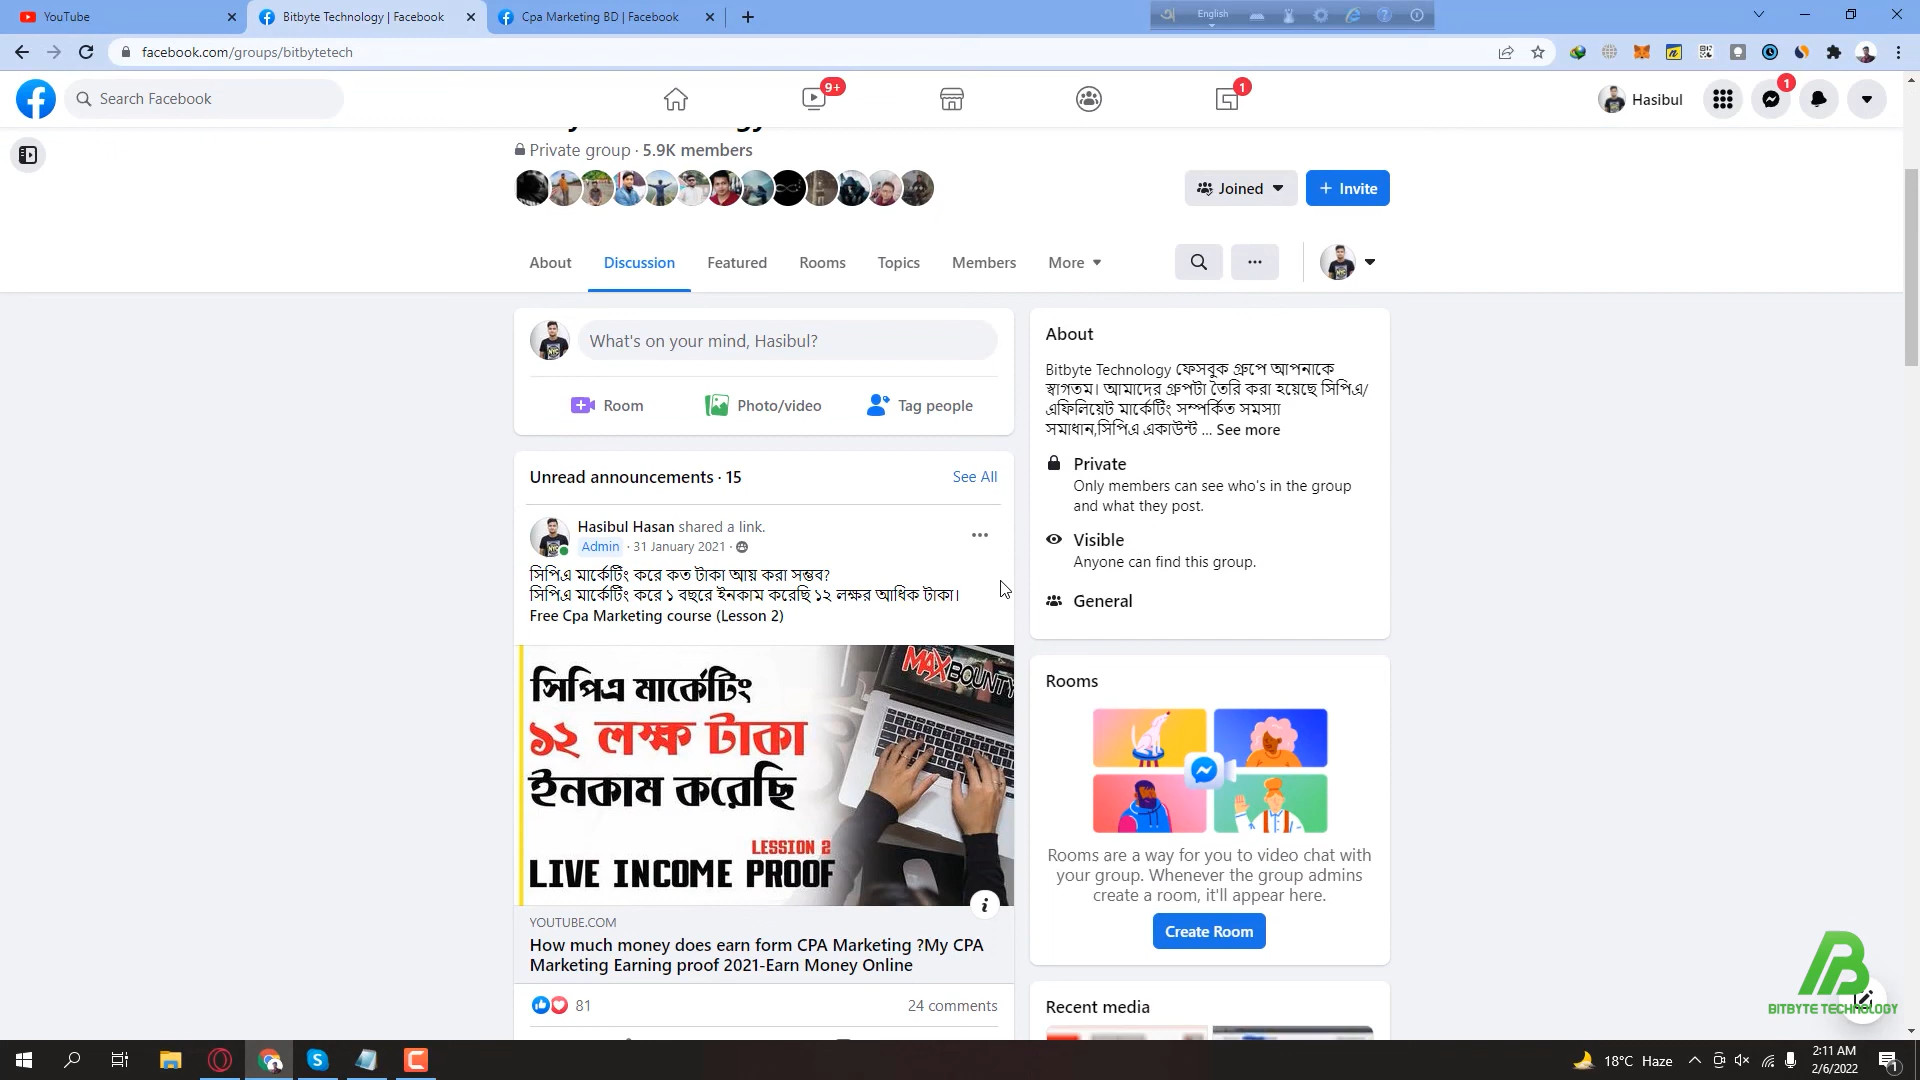 YouTube
Bitbyte Technology | Facebook
Cpa Marketing BD | Facebook
English
facebook.com/groups/bitbytetech
Search Facebook
9+
1
Hasibul
1
Private group · 5.9K members
Joined
+ Invite
About
Discussion
Featured
Rooms
Topics
Members
More
What's on your mind, Hasibul?
Room
Photo/video
Tag people
Unread announcements · 15
See All
Hasibul Hasan shared a link.
Admin · 31 January 2021 ·
সিপিএ মার্কেটিং করে কত টাকা আয় করা সম্ভব?
সিপিএ মার্কেটিং করে ১ বছরে ইনকাম করেছি ১২ লক্ষর আধিক টাকা।
Free Cpa Marketing course (Lesson 2)
MAXBOUNTY
সিপিএ মার্কেটিং
১২ লক্ষ টাকা
ইনকাম করেছি
LESSION 2
LIVE INCOME PROOF
YOUTUBE.COM
How much money does earn form CPA Marketing ?My CPA
Marketing Earning proof 2021-Earn Money Online
81
24 comments
About
Bitbyte Technology ফেসবুক গ্রুপে আপনাকে
স্বাগতম। আমাদের গ্রুপটা তৈরি করা হয়েছে সিপিএ/
এফিলিয়েট মার্কেটিং সম্পর্কিত সমস্যা
সমাধান,সিপিএ একাউন্ট ... See more
Private
Only members can see who's in the group
and what they post.
Visible
Anyone can find this group.
General
Rooms
Rooms are a way for you to video chat with
your group. Whenever the group admins
create a room, it'll appear here.
Create Room
Recent media
BITBYTE TECHNOLOGY
18°C Haze
2:11 AM
2/6/2022
1